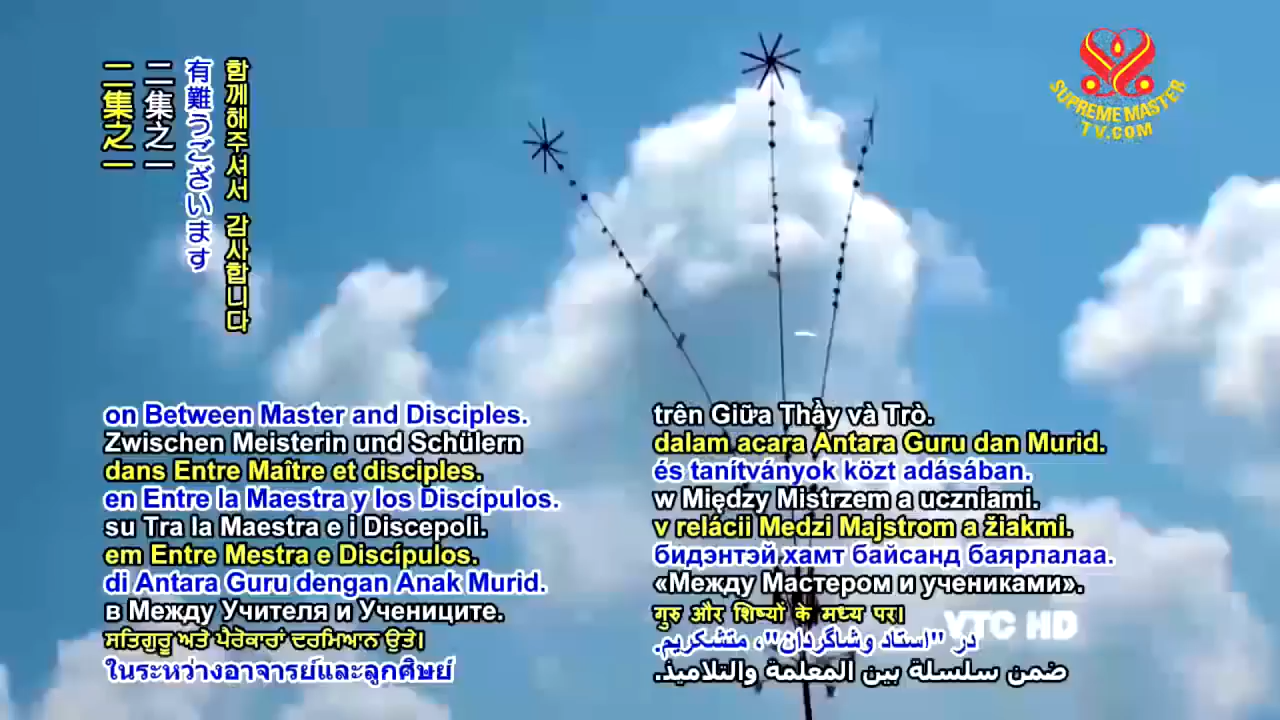 함께해주셔서 감사합니다
有難うございます
二集之一
二集之一
SUPREME MASTER
TV.COM
on Between Master and Disciples.
Zwischen Meisterin und Schülern
dans Entre Maître et disciples.
en Entre la Maestra y los Discípulos.
su Tra la Maestra e i Discepoli.
em Entre Mestra e Discípulos.
di Antara Guru dengan Anak Murid.
в Между Учителя и Учениците.
ਸਤਿਗੁਰੂ ਅਤੇ ਪੈਰੋਕਾਰਾਂ ਦਰਮਿਆਨ ਉਤੇ।
ในระหว่างอาจารย์และลูกศิษย์
trên Giữa Thầy và Trò.
dalam acara Antara Guru dan Murid.
és tanítványok közt adásában.
w Między Mistrzem a uczniami.
v relácii Medzi Majstrom a žiakmi.
бидэнтэй хамт байсанд баярлалаа.
«Между Мастером и учениками».
गुरु और शिष्यों के मध्य पर।
در "استاد وشاگردان"، متشکریم.
ضمن سلسلة بين المعلمة والتلاميذ.
VTC HD